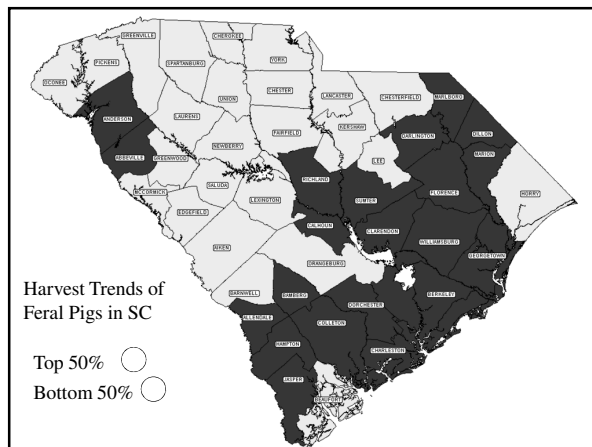 CHEROKEE
GREENVILLE
SPARTANBURG
YORK
PICKENS
OCONEE
CHESTER
UNION
LANCASTER
CHESTERFIELD
MARLBORO
ANDERSON
LAURENS
FAIRFIELD
KERSHAW
DARLINGTON
DILLON
NEWBERRY
MARION
ABBEVILLE
GREENWOOD
LEE
RICHLAND
SALUDA
MCCORMICK
FLORENCE
HORRY
LEXINGTON
SUMTER
EDGEFIELD
CALHOUN
CLARENDON
AIKEN
WILLIAMSBURG
GEORGETOWN
ORANGEBURG
BARNWELL
BAMBERG
BERKELEY
DORCHESTER
ALLENDALE
COLLETON
HAMPTON
CHARLESTON
JASPER
BEAUFORT
Harvest Trends of
Feral Pigs in SC
Top 50%
Bottom 50%